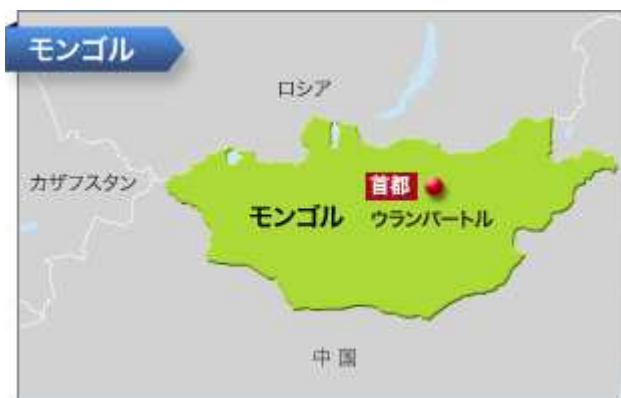 モンゴル
ロシア
カザフスタン
首都
モンゴル
ウランバートル
中国